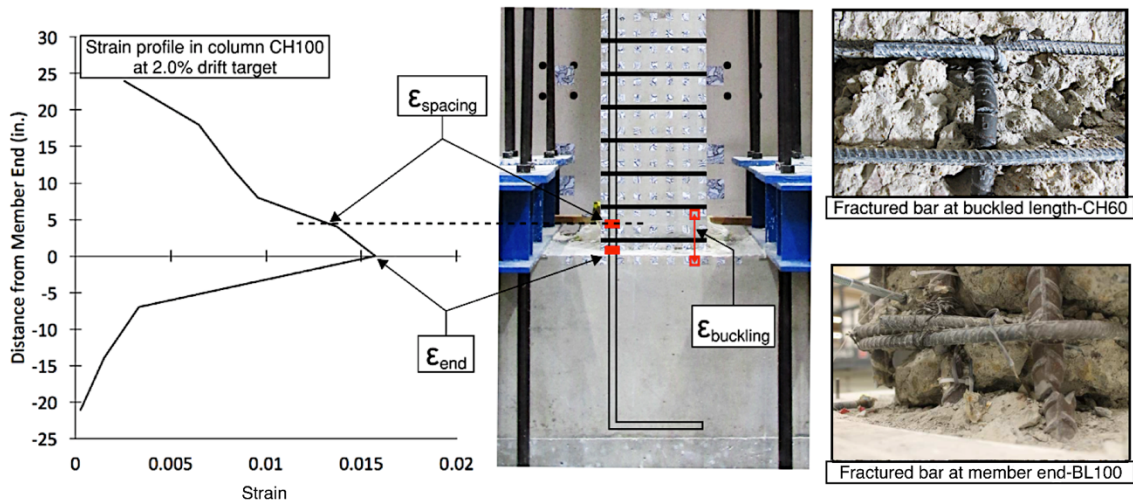 Strain profile in column CH100
at 2.0% drift target
Distance from Member End (in.)
30
25
20
15
10
5
0
-5
-10
-15
-20
-25
0
0.005
0.01
0.015
0.02
Strain
εspacing
εend
εbuckling
Fractured bar at buckled length-CH60
Fractured bar at member end-BL100